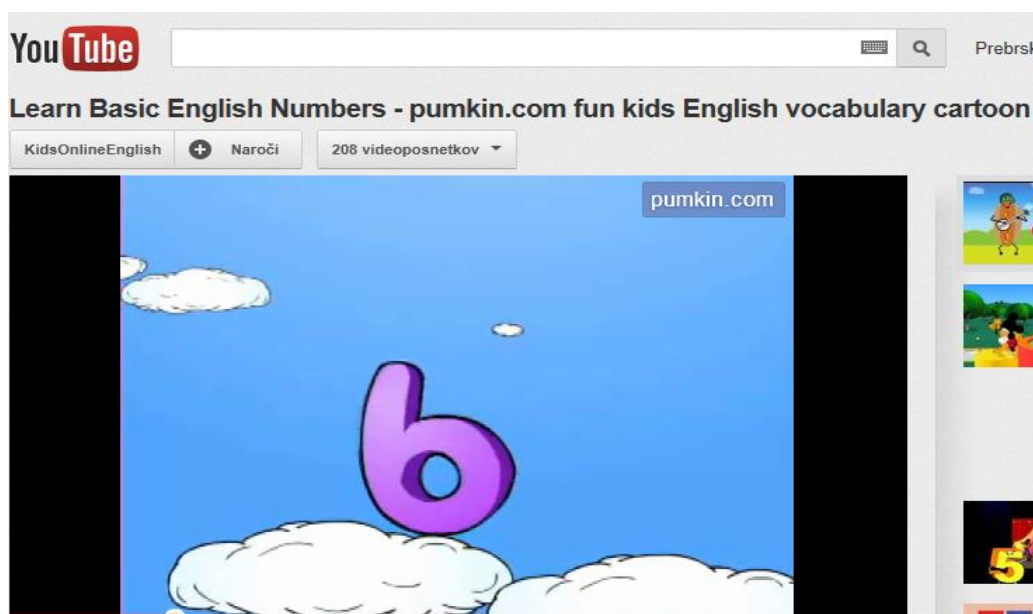 YouTube
Prebrsk
Learn Basic English Numbers - pumkin.com fun kids English vocabulary cartoon
KidsOnlineEnglish Naroči 208 videoposnetkov
pumkin.com
6
5